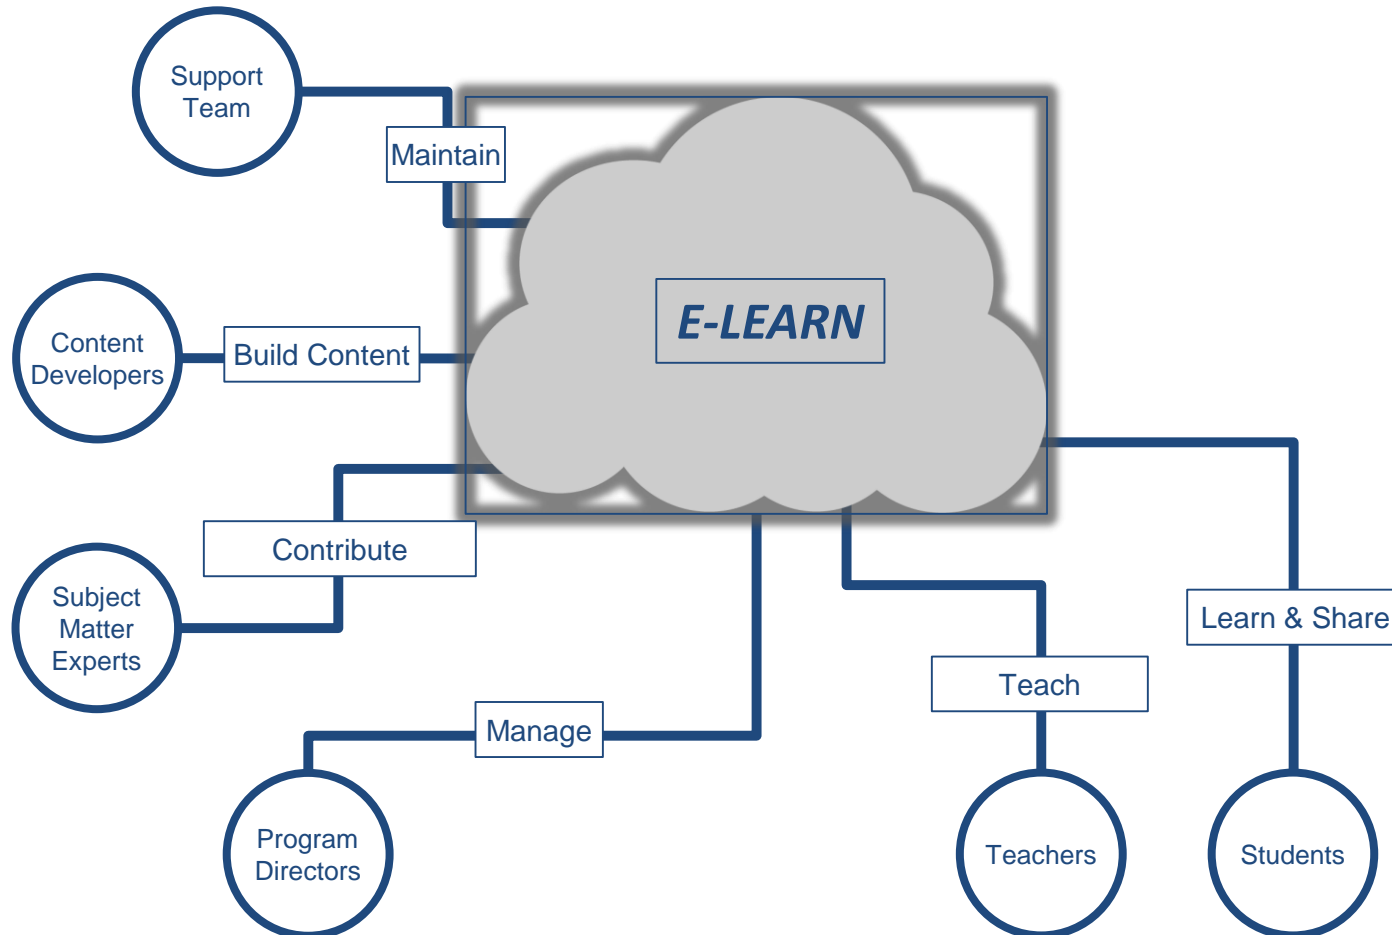 Support
Team
Maintain
E-LEARN
Content
Developers
Build Content
Contribute
Subject
Matter
Experts
Learn & Share
Teach
Manage
Program
Directors
Teachers
Students